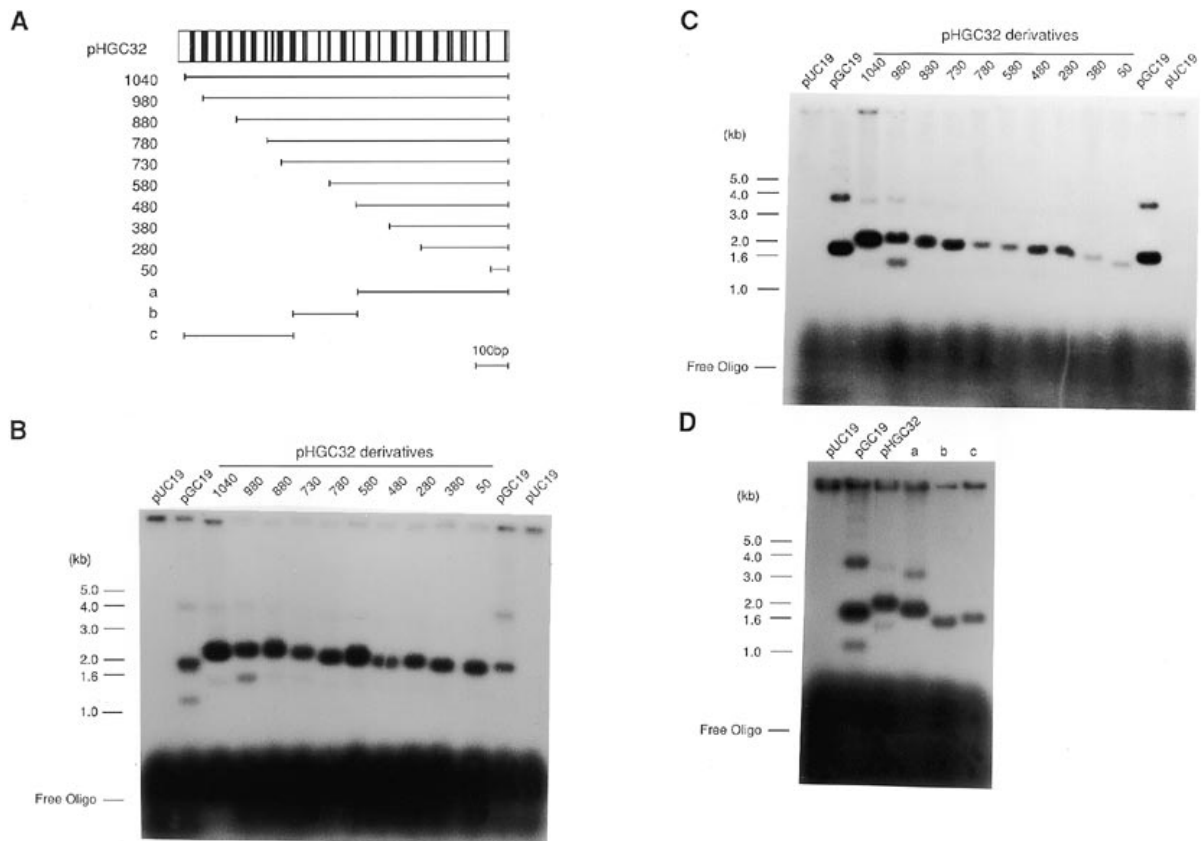 A
pHGC32
1040
980
880
780
730
580
480
380
280
50
a
b
c
100bp
B
pHGC32 derivatives
pUC19 pGC19 1040 980 880 730 780 580 480 280 380 50 pGC19 pUC19
(kb)
5.0
4.0
3.0
2.0
1.6
1.0
Free Oligo
C
pHGC32 derivatives
pUC19 pGC19 1040 980 880 730 780 580 480 280 380 50 pGC19 pUC19
(kb)
5.0
4.0
3.0
2.0
1.6
1.0
Free Oligo
D
pUC19 pGC19 pHGC32 a b c
(kb)
5.0
4.0
3.0
2.0
1.6
1.0
Free Oligo